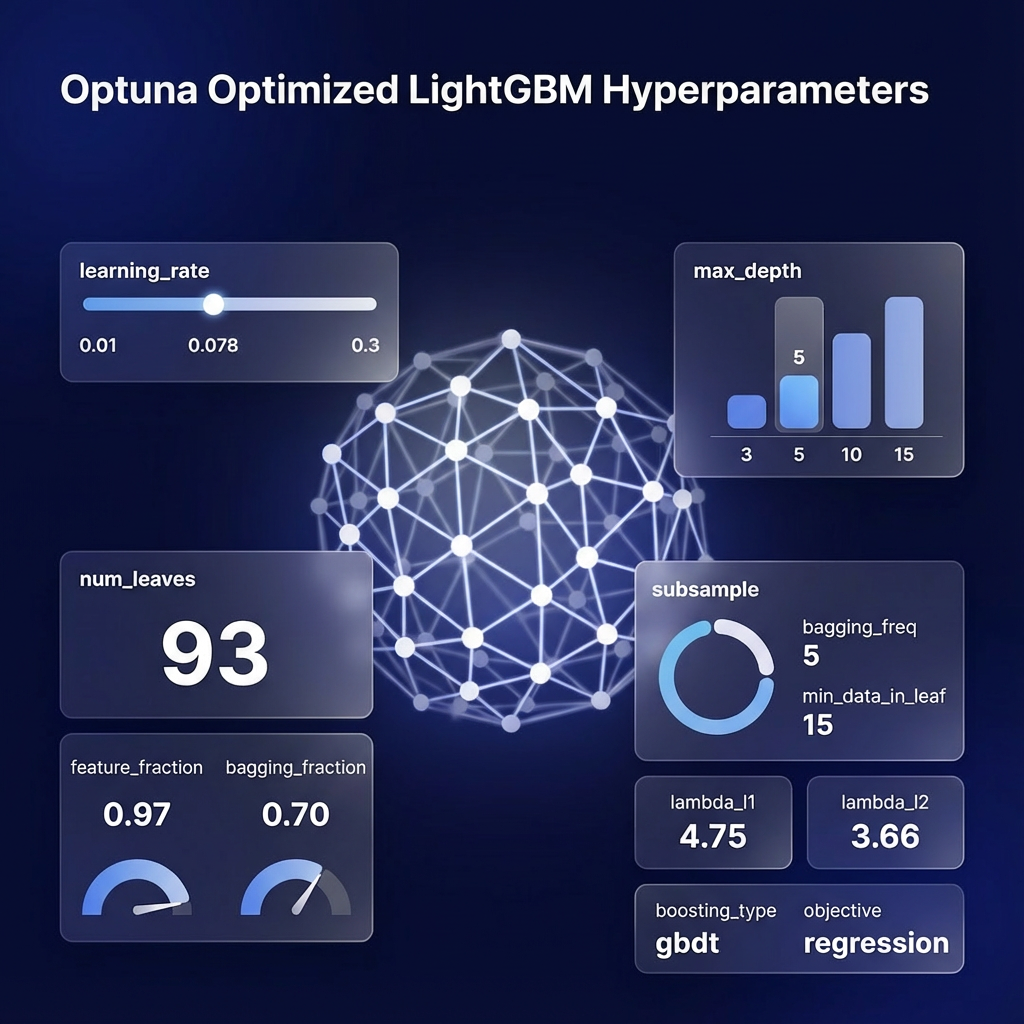 Optuna Optimized LightGBM Hyperparameters
learning_rate
0.01 0.078 0.3
max_depth
5
3 5 10 15
num_leaves
93
feature_fraction bagging_fraction
0.97 0.70
subsample
bagging_freq
5
min_data_in_leaf
15
lambda_l1
4.75
lambda_l2
3.66
boosting_type objective
gbdt regression